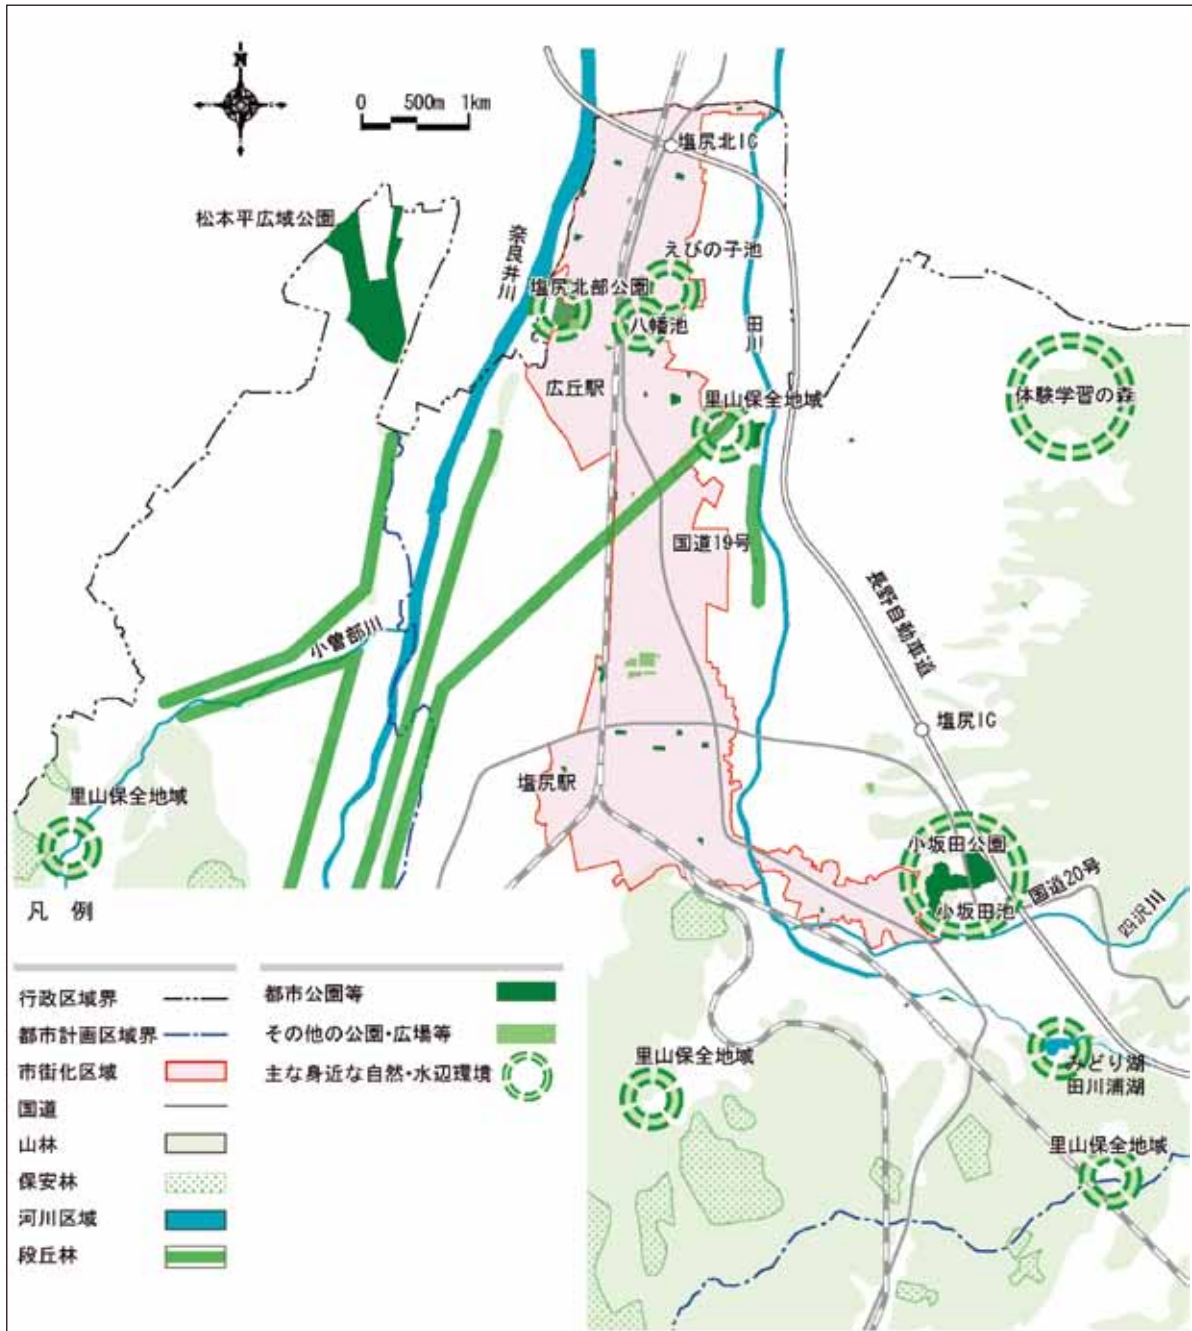 N
0 500m 1km
塩尻北IC
松本平広域公園
奈良井川
えびの子池
塩尻北部公園
八幡池
田川
広丘駅
里山保全地域
体験学習の森
国道19号
長野自動車道
小曽部川
塩尻IC
塩尻駅
里山保全地域
小坂田公園
国道20号
小坂田池
四沢川
凡 例
行政区域界
都市計画区域界
市街化区域
国道
山林
保安林
河川区域
段丘林
都市公園等
その他の公園・広場等
主な身近な自然・水辺環境
里山保全地域
みどり湖
田川浦湖
里山保全地域